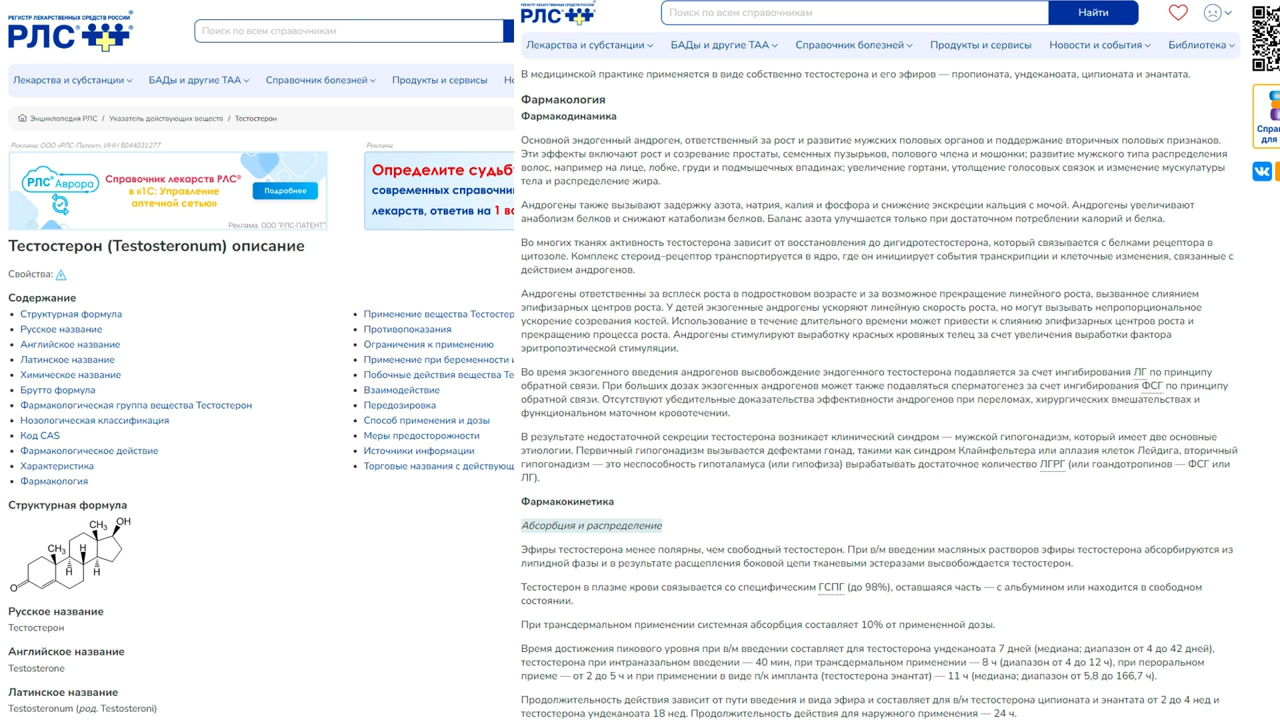 РЕГИСТР ЛЕКАРСТВЕННЫХ СРЕДСТВ РОССИИ
РЛС®
Поиск по всем справочникам
Лекарства и субстанции
БАДы и другие ТАА
Справочник болезней
Продукты и сервисы
Но
Энциклопедия РЛС / Указатель действующих веществ / Тестостерон
Реклама: ООО «РЛС-Патент», ИНН 5044031277
РЛС® Аврора
Справочник лекарств РЛС®
в «1С: Управление
аптечной сетью»
Подробнее
Реклама. ООО "РЛС-ПАТЕНТ"
Реклама
Определите судьб
современных справочник
лекарств, ответив на 1 во
Тестостерон (Testosteronum) описание
Свойства:
Содержание
Структурная формула
Русское название
Английское название
Латинское название
Химическое название
Брутто формула
Фармакологическая группа вещества Тестостерон
Нозологическая классификация
Код CAS
Фармакологическое действие
Характеристика
Фармакология
Применение вещества Тестостер
Противопоказания
Ограничения к применению
Применение при беременности и
Побочные действия вещества Те
Взаимодействие
Передозировка
Способ применения и дозы
Меры предосторожности
Источники информации
Торговые названия с действующ
Структурная формула
CH3
OH
CH3
H
H
H
O
Русское название
Тестостерон
Английское название
Testosterone
Латинское название
Testosteronum (род. Testosteroni)
РЕГИСТР ЛЕКАРСТВЕННЫХ СРЕДСТВ РОССИИ
РЛС®
Поиск по всем справочникам
Найти
Лекарства и субстанции
БАДы и другие ТАА
Справочник болезней
Продукты и сервисы
Новости и события
Библиотека
В медицинской практике применяется в виде собственно тестостерона и его эфиров — пропионата, ундеканоата, ципионата и энантата.
Фармакология
Фармакодинамика
Основной эндогенный андроген, ответственный за рост и развитие мужских половых органов и поддержание вторичных половых признаков.
Эти эффекты включают рост и созревание простаты, семенных пузырьков, полового члена и мошонки; развитие мужского типа распределения
волос, например на лице, лобке, груди и подмышечных впадинах; увеличение гортани, утолщение голосовых связок и изменение мускулатуры
тела и распределение жира.
Андрогены также вызывают задержку азота, натрия, калия и фосфора и снижение экскреции кальция с мочой. Андрогены увеличивают
анаболизм белков и снижают катаболизм белков. Баланс азота улучшается только при достаточном потреблении калорий и белка.
Во многих тканях активность тестостерона зависит от восстановления до дигидротестостерона, который связывается с белками рецептора в
цитозоле. Комплекс стероид–рецептор транспортируется в ядро, где он инициирует события транскрипции и клеточные изменения, связанные с
действием андрогенов.
Андрогены ответственны за всплеск роста в подростковом возрасте и за возможное прекращение линейного роста, вызванное слиянием
эпифизарных центров роста. У детей экзогенные андрогены ускоряют линейную скорость роста, но могут вызывать непропорциональное
ускорение созревания костей. Использование в течение длительного времени может привести к слиянию эпифизарных центров роста и
прекращению процесса роста. Андрогены стимулируют выработку красных кровяных телец за счет увеличения выработки фактора
эритропоэтической стимуляции.
Во время экзогенного введения андрогенов высвобождение эндогенного тестостерона подавляется за счет ингибирования ЛГ по принципу
обратной связи. При больших дозах экзогенных андрогенов может также подавляться сперматогенез за счет ингибирования ФСГ по принципу
обратной связи. Отсутствуют убедительные доказательства эффективности андрогенов при переломах, хирургических вмешательствах и
функциональном маточном кровотечении.
В результате недостаточной секреции тестостерона возникает клинический синдром — мужской гипогонадизм, который имеет две основные
этиологии. Первичный гипогонадизм вызывается дефектами гонад, такими как синдром Клайнфельтера или аплазия клеток Лейдига, вторичный
гипогонадизм — это неспособность гипоталамуса (или гипофиза) вырабатывать достаточное количество ЛГРГ (или гоандотропинов — ФСГ или
ЛГ).
Фармакокинетика
Абсорбция и распределение
Эфиры тестостерона менее полярны, чем свободный тестостерон. При в/м введении масляных растворов эфиры тестостерона абсорбируются из
липидной фазы и в результате расщепления боковой цепи тканевыми эстеразами высвобождается тестостерон.
Тестостерон в плазме крови связывается со специфическим ГСПГ (до 98%), оставшаяся часть — с альбумином или находится в свободном
состоянии.
При трансдермальном применении системная абсорбция составляет 10% от примененной дозы.
Время достижения пикового уровня при в/м введении составляет для тестостерона ундеканоата 7 дней (медиана; диапазон от 4 до 42 дней),
тестостерона при интраназальном введении — 40 мин, при трансдермальном применении — 8 ч (диапазон от 4 до 12 ч), при пероральном
приеме — от 2 до 5 ч и при применении в виде п/к импланта (тестостерона энантат) — 11 ч (медиана; диапазон от 5,8 до 166,7 ч).
Продолжительность действия зависит от пути введения и вида эфира и составляет для в/м тестостерона ципионата и энантата от 2 до 4 нед и
тестостерона ундеканоата 18 нед. Продолжительность действия для наружного применения — 24 ч.
Справ
для